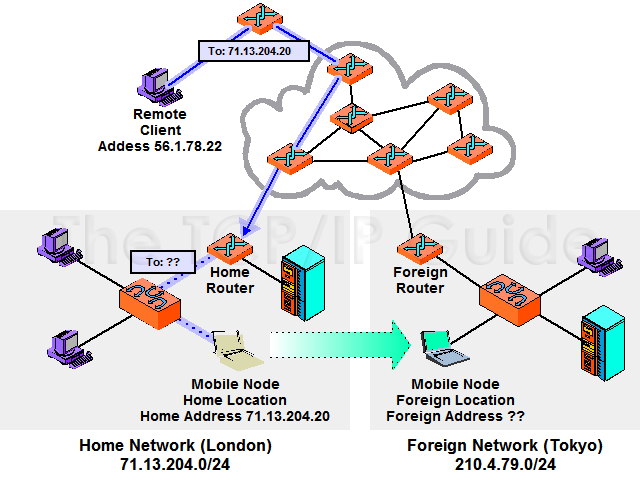 To: 71.13.204.20
Remote
Client
Addess 56.1.78.22
The TCP/IP Guide
To: ??
Home
Router
Foreign
Router
Mobile Node
Home Location
Home Address 71.13.204.20
Mobile Node
Foreign Location
Foreign Address ??
Home Network (London)
71.13.204.0/24
Foreign Network (Tokyo)
210.4.79.0/24